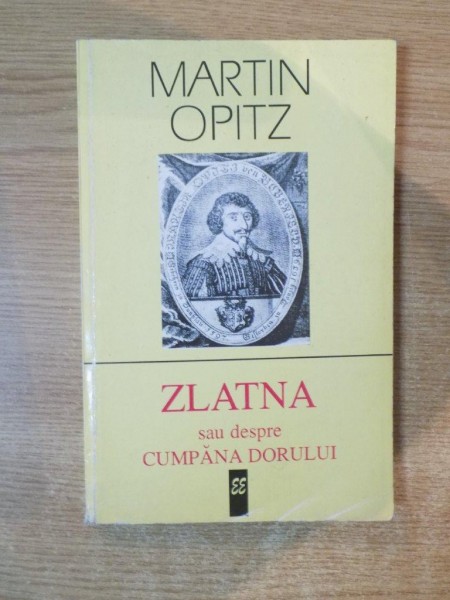 MARTIN
OPITZ
ZLATNA
sau despre
CUMPĂNA DORULUI
EE